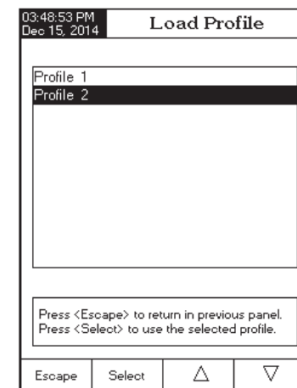 03:48:53 PM
Dec 15, 2014
Load Profile
Profile 1
Profile 2
Press <Escape> to return in previous panel.
Press <Select> to use the selected profile.
Escape
Select
△
▽